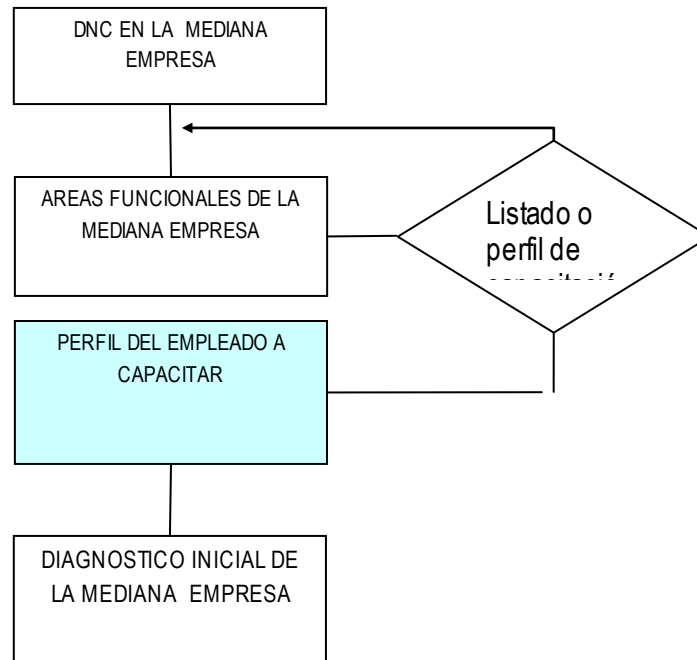 DNC EN LA MEDIANA
EMPRESA
AREAS FUNCIONALES DE LA
MEDIANA EMPRESA
Listado o
perfil de
PERFIL DEL EMPLEADO A
CAPACITAR
DIAGNOSTICO INICIAL DE
LA MEDIANA EMPRESA